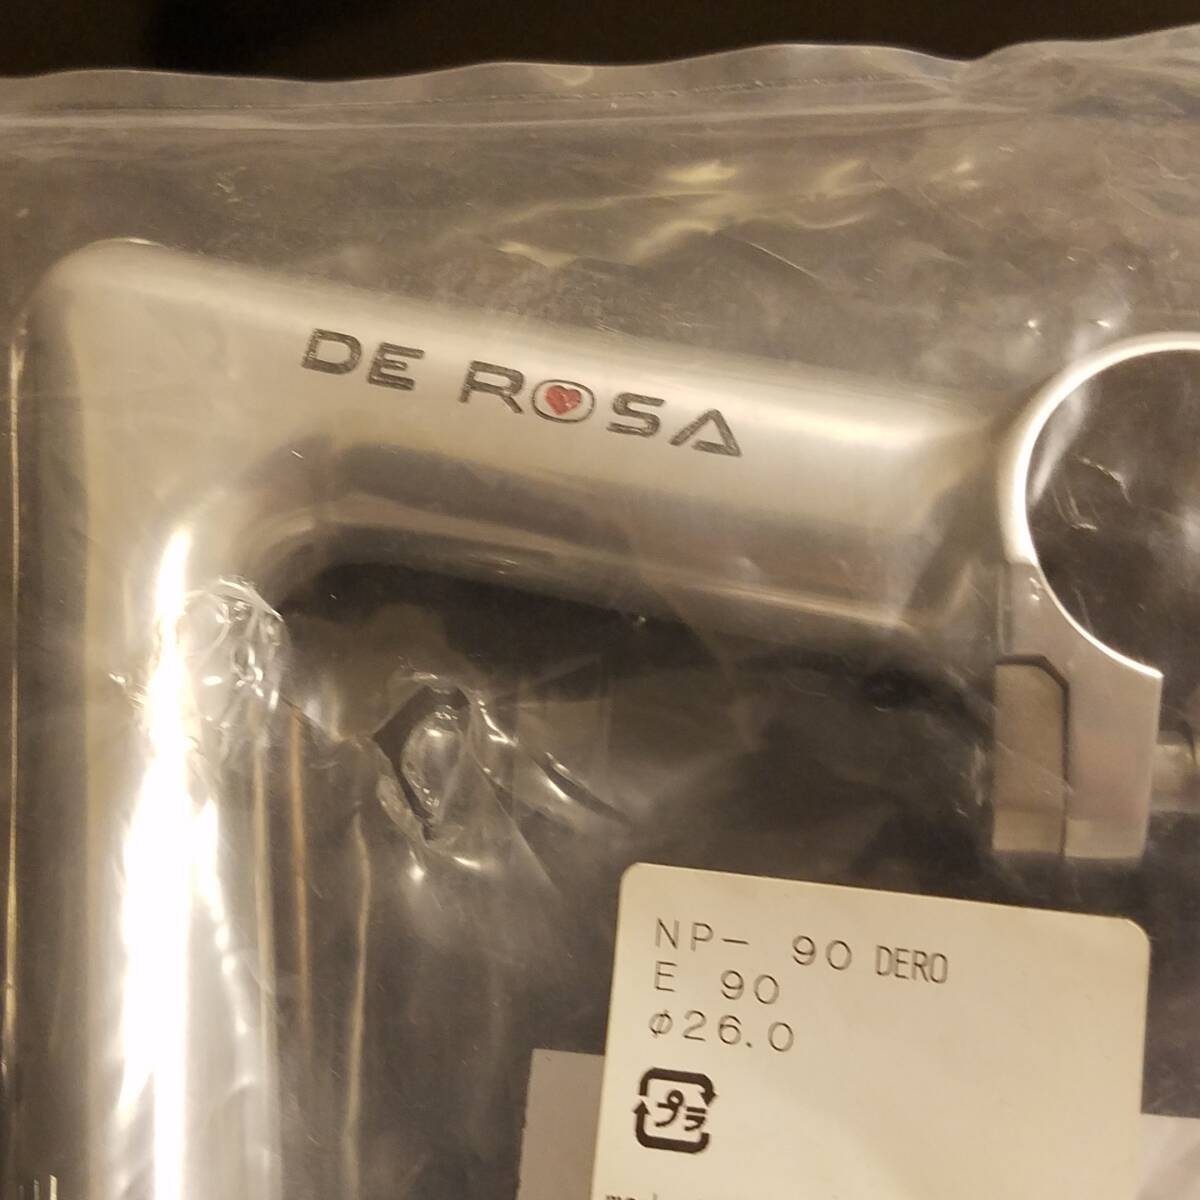 DE ROSA
NP- 90 DERO
E 90
φ26.0
プラ